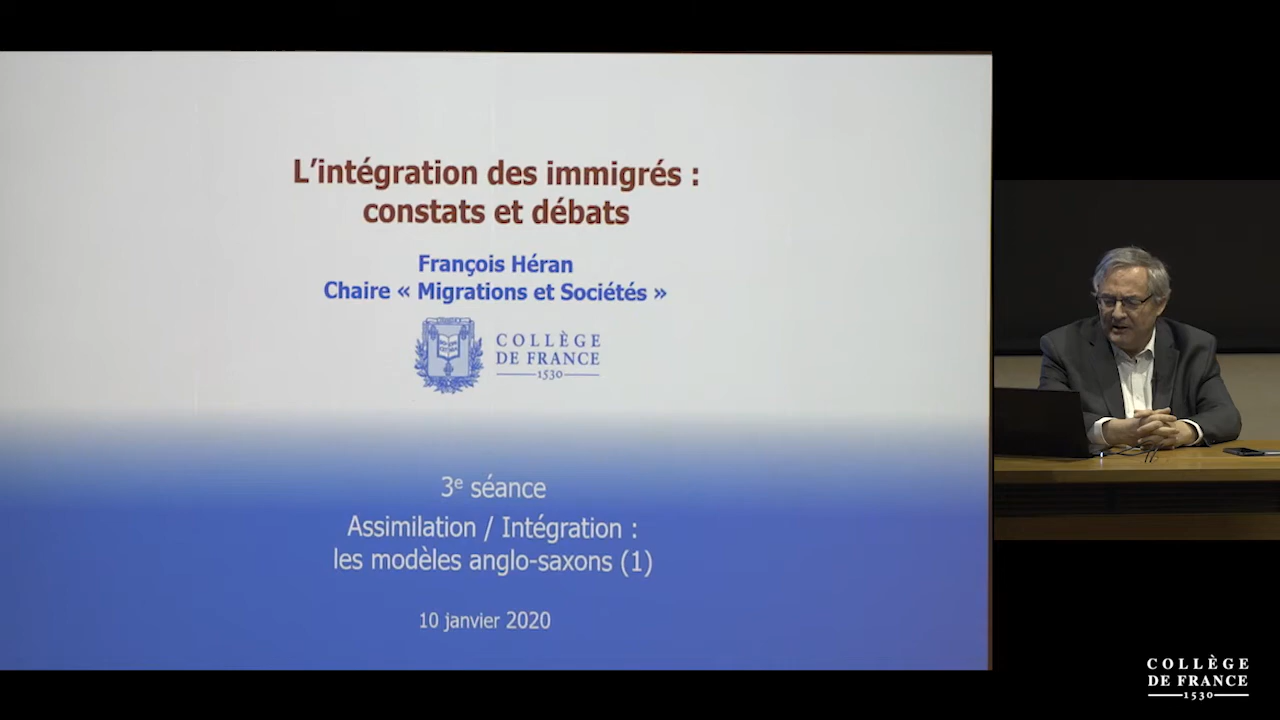 L'intégration des immigrés :
constats et débats
François Héran
Chaire « Migrations et Sociétés »
COLLÈGE
DE FRANCE
1530
3e séance
Assimilation / Intégration :
les modèles anglo-saxons (1)
10 janvier 2020
COLLÈGE
DE FRANCE
1530